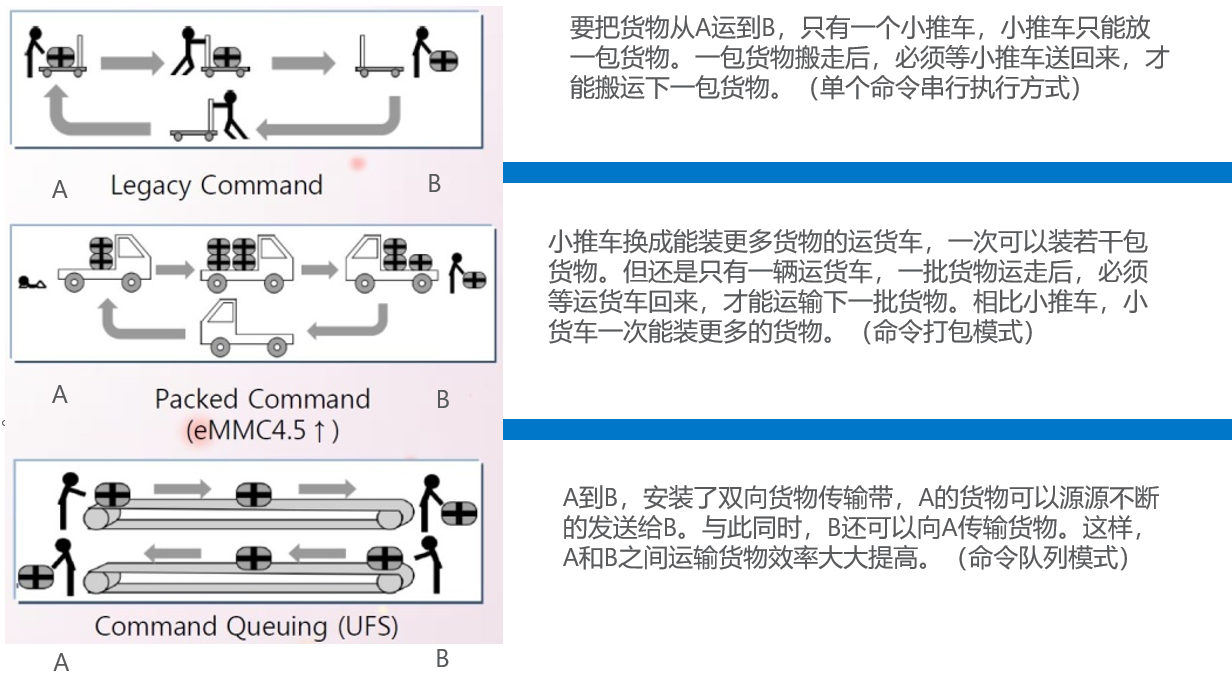 要把货物从A运到B，只有一个小推车，小推车只能放
一包货物。一包货物搬走后，必须等小推车送回来，才
能搬运下一包货物。（单个命令串行执行方式）
A
Legacy Command
B
小推车换成能装更多货物的运货车，一次可以装若干包
货物。但还是只有一辆运货车，一批货物运走后，必须
等运货车回来，才能运输下一批货物。相比小推车，小
货车一次能装更多的货物。（命令打包模式）
A
Packed Command
B
(eMMC4.5↑)
A到B，安装了双向货物传输带，A的货物可以源源不断
的发送给B。与此同时，B还可以向A传输货物。这样，
A和B之间运输货物效率大大提高。（命令队列模式）
Command Queuing (UFS)
A
B